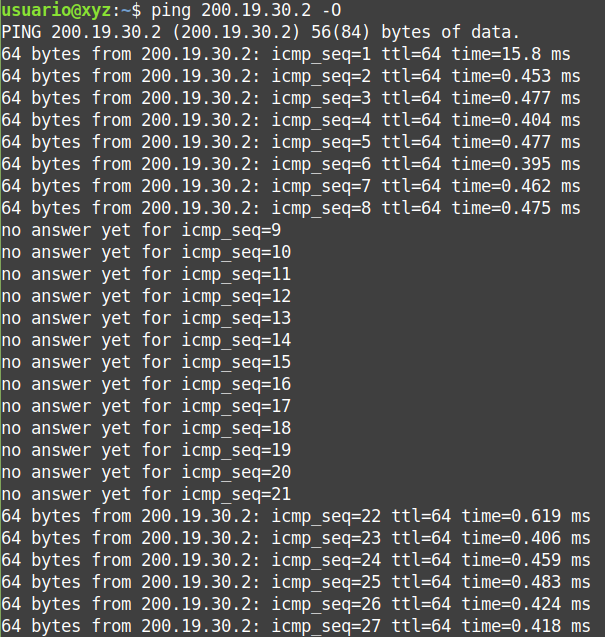 usuario@xyz:~$ ping 200.19.30.2 -O
PING 200.19.30.2 (200.19.30.2) 56(84) bytes of data.
64 bytes from 200.19.30.2: icmp_seq=1 ttl=64 time=15.8 ms
64 bytes from 200.19.30.2: icmp_seq=2 ttl=64 time=0.453 ms
64 bytes from 200.19.30.2: icmp_seq=3 ttl=64 time=0.477 ms
64 bytes from 200.19.30.2: icmp_seq=4 ttl=64 time=0.404 ms
64 bytes from 200.19.30.2: icmp_seq=5 ttl=64 time=0.477 ms
64 bytes from 200.19.30.2: icmp_seq=6 ttl=64 time=0.395 ms
64 bytes from 200.19.30.2: icmp_seq=7 ttl=64 time=0.462 ms
64 bytes from 200.19.30.2: icmp_seq=8 ttl=64 time=0.475 ms
no answer yet for icmp_seq=9
no answer yet for icmp_seq=10
no answer yet for icmp_seq=11
no answer yet for icmp_seq=12
no answer yet for icmp_seq=13
no answer yet for icmp_seq=14
no answer yet for icmp_seq=15
no answer yet for icmp_seq=16
no answer yet for icmp_seq=17
no answer yet for icmp_seq=18
no answer yet for icmp_seq=19
no answer yet for icmp_seq=20
no answer yet for icmp_seq=21
64 bytes from 200.19.30.2: icmp_seq=22 ttl=64 time=0.619 ms
64 bytes from 200.19.30.2: icmp_seq=23 ttl=64 time=0.406 ms
64 bytes from 200.19.30.2: icmp_seq=24 ttl=64 time=0.459 ms
64 bytes from 200.19.30.2: icmp_seq=25 ttl=64 time=0.483 ms
64 bytes from 200.19.30.2: icmp_seq=26 ttl=64 time=0.424 ms
64 bytes from 200.19.30.2: icmp_seq=27 ttl=64 time=0.418 ms